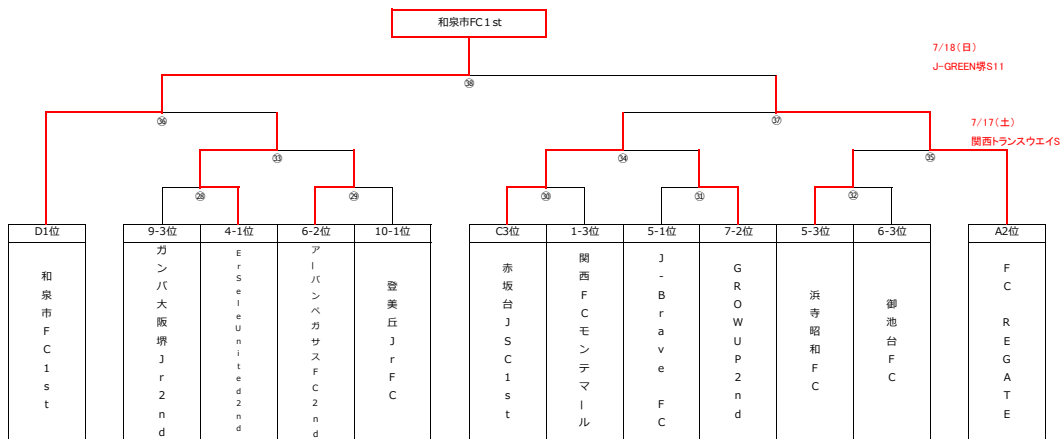 和泉市FC1st
7/18(日)
J-GREEN堺S11
㊳
7/17(土)
関西トランスウエイS
㊱
㊲
㉝
㉞
㉟
㉘
㉙
㉚
㉛
㉜
D1位
9-3位
4-1位
6-2位
10-1位
C3位
1-3位
5-1位
7-2位
5-3位
6-3位
A2位
和泉市FC1st
ガンバ大阪堺Jr2nd
ErSeleUnited2nd
アーバンペガサスFC2nd
登美丘JrFC
赤坂台JSC1st
関西FCモンテマール
J-Brave FC
GROWUP2nd
浜寺昭和FC
御池台FC
FC REGATE